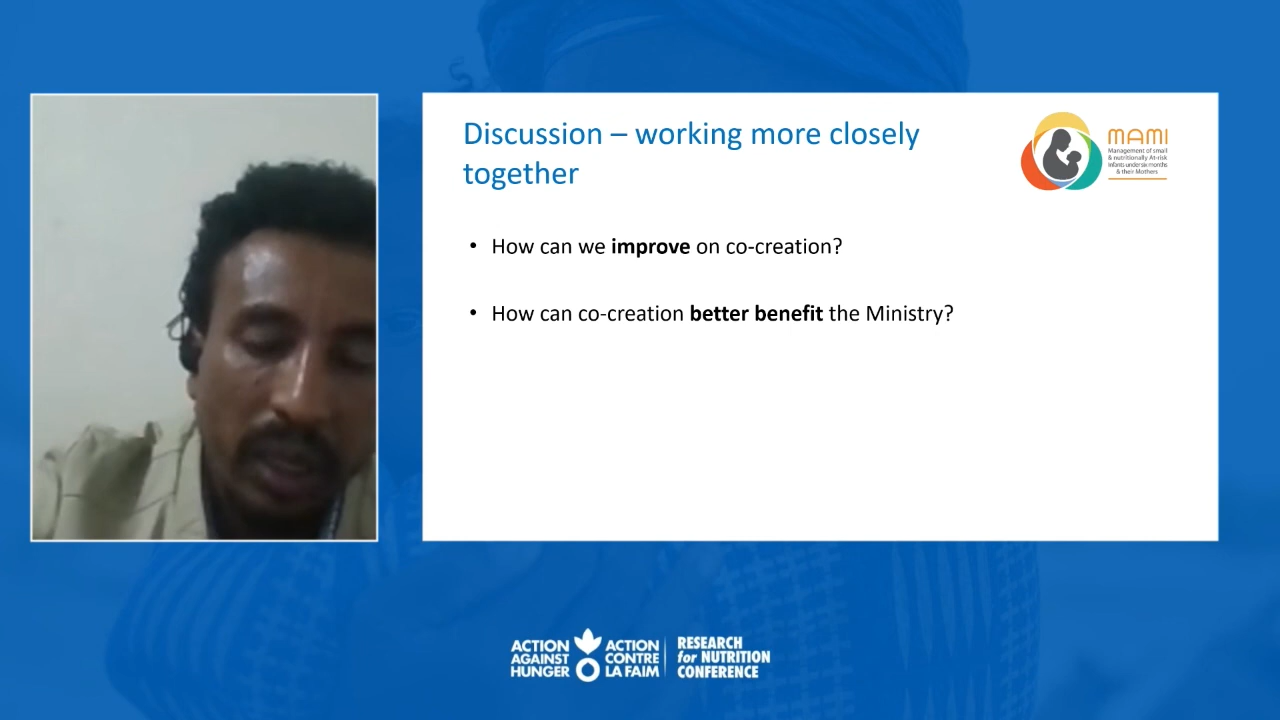 Discussion – working more closely
together
MAMI
Management of small
& nutritionally At-risk
Infants under six months
& their Mothers
• How can we improve on co-creation?
• How can co-creation better benefit the Ministry?
ACTION
AGAINST
HUNGER
ACTION
CONTRE
LA FAIM
RESEARCH
for NUTRITION
CONFERENCE